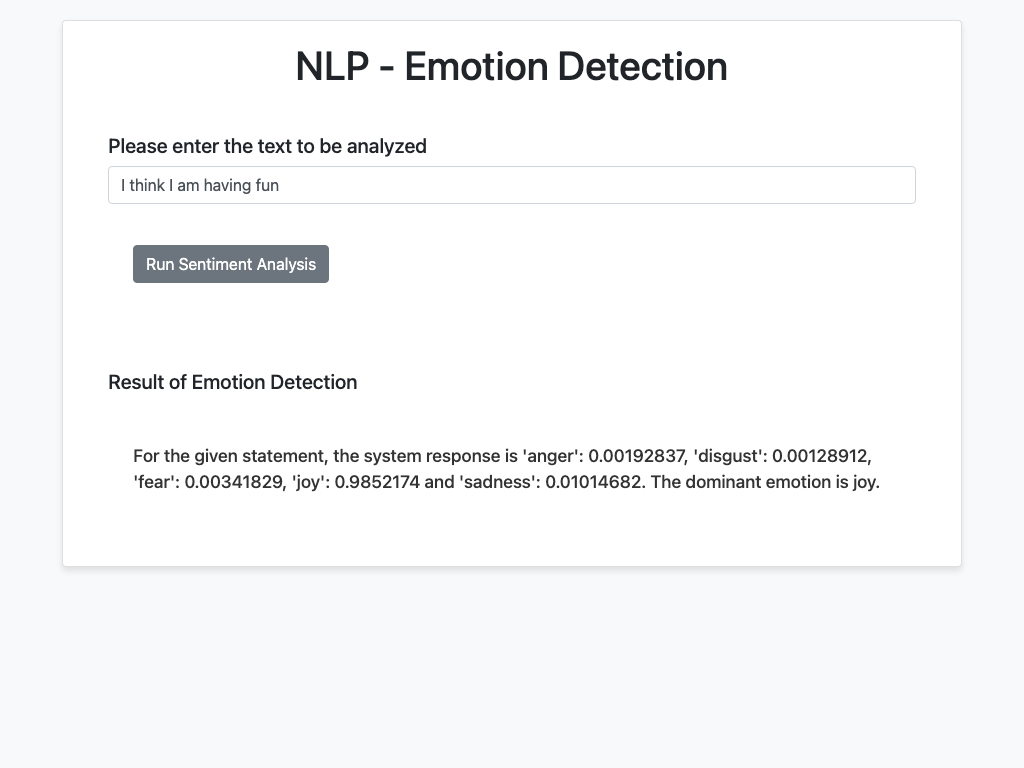 NLP - Emotion Detection
Please enter the text to be analyzed
I think I am having fun
Run Sentiment Analysis
Result of Emotion Detection
For the given statement, the system response is 'anger': 0.00192837, 'disgust': 0.00128912,
'fear': 0.00341829, 'joy': 0.9852174 and 'sadness': 0.01014682. The dominant emotion is joy.